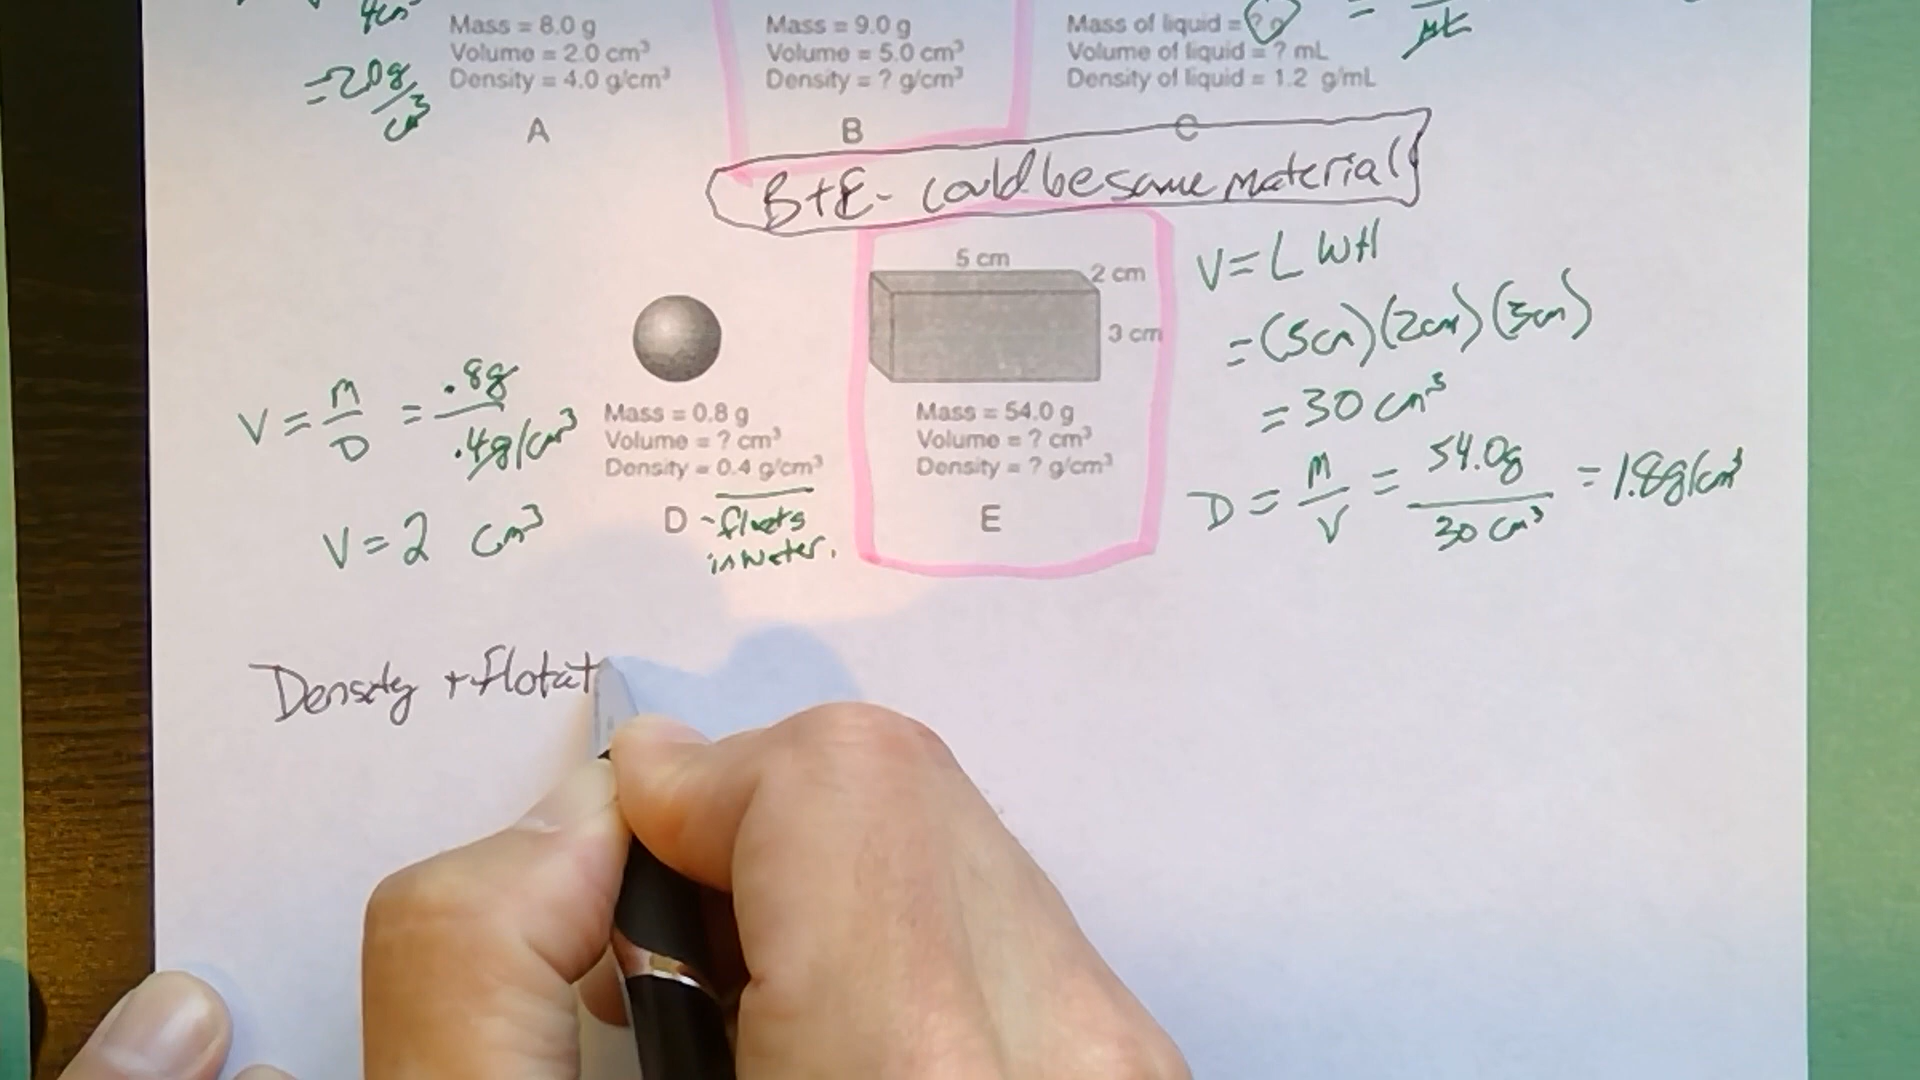 4cm
= 2.0g/cm³
Mass = 8.0 g
Volume = 2.0 cm³
Density = 4.0 g/cm³
A
Mass = 9.0 g
Volume = 5.0 cm³
Density = ? g/cm³
B
Mass of liquid = ? g
Volume of liquid = ? mL
Density of liquid = 1.2 g/mL
C
=
mL
B+E- could be same material
5 cm
2 cm
3 cm
V = L W H
= (5cm)(2cm)(3cm)
= 30 cm³
V = M/D = .8g/.4g/cm³
V = 2 cm³
Mass = 0.8 g
Volume = ? cm³
Density = 0.4 g/cm³
D - floats
in water.
Mass = 54.0 g
Volume = ? cm³
Density = ? g/cm³
E
D = M/V = 54.0g/30 cm³ = 1.8g/cm³
Density + flotat